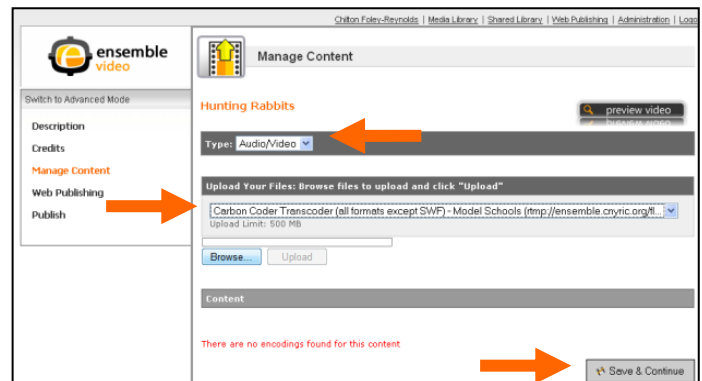 Chilton Foley-Reynolds | Media Library | Shared Library | Web Publishing | Administration | Logo
ensemble
video
Manage Content
Switch to Advanced Mode
Description
Credits
Manage Content
Web Publishing
Publish
Hunting Rabbits
preview video
Type: Audio/Video
Upload Your Files: Browse files to upload and click "Upload"
Carbon Coder Transcoder (all formats except SWF) - Model Schools (rtmp://ensemble.cnyric.org/fl...
Upload Limit: 500 MB
Browse... Upload
Content
There are no encodings found for this content
Save & Continue